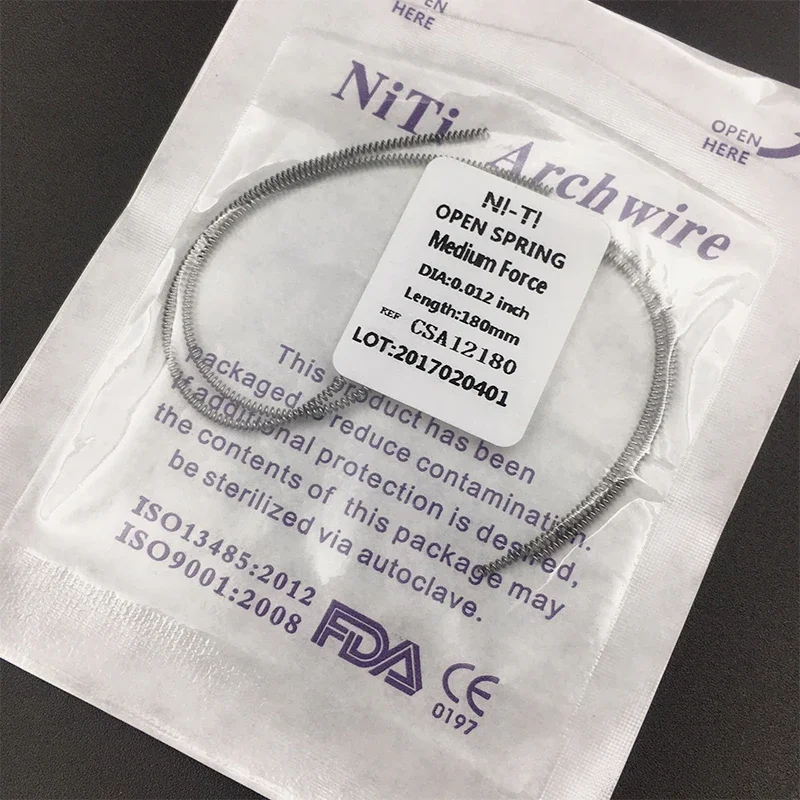 EN
HERE
OPEN
HERE
NiTi Archwire
N!-T!
OPEN SPRING
Medium Force
DIA:0.012 inch
Length:180mm
REF CSA12180
LOT:2017020401
This product has been
packaged to reduce contamination.
If additional protection is desired,
the contents of this package may
be sterilized via autoclave.
ISO13485:2012
ISO9001:2008
FDA
CE
0197